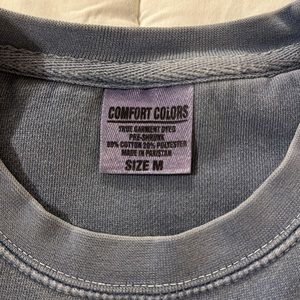 COMFORT COLORS
TRUE GARMENT DYED
PRE-SHRUNK
80% COTTON 20% POLYESTER
MADE IN PAKISTAN
SIZE M